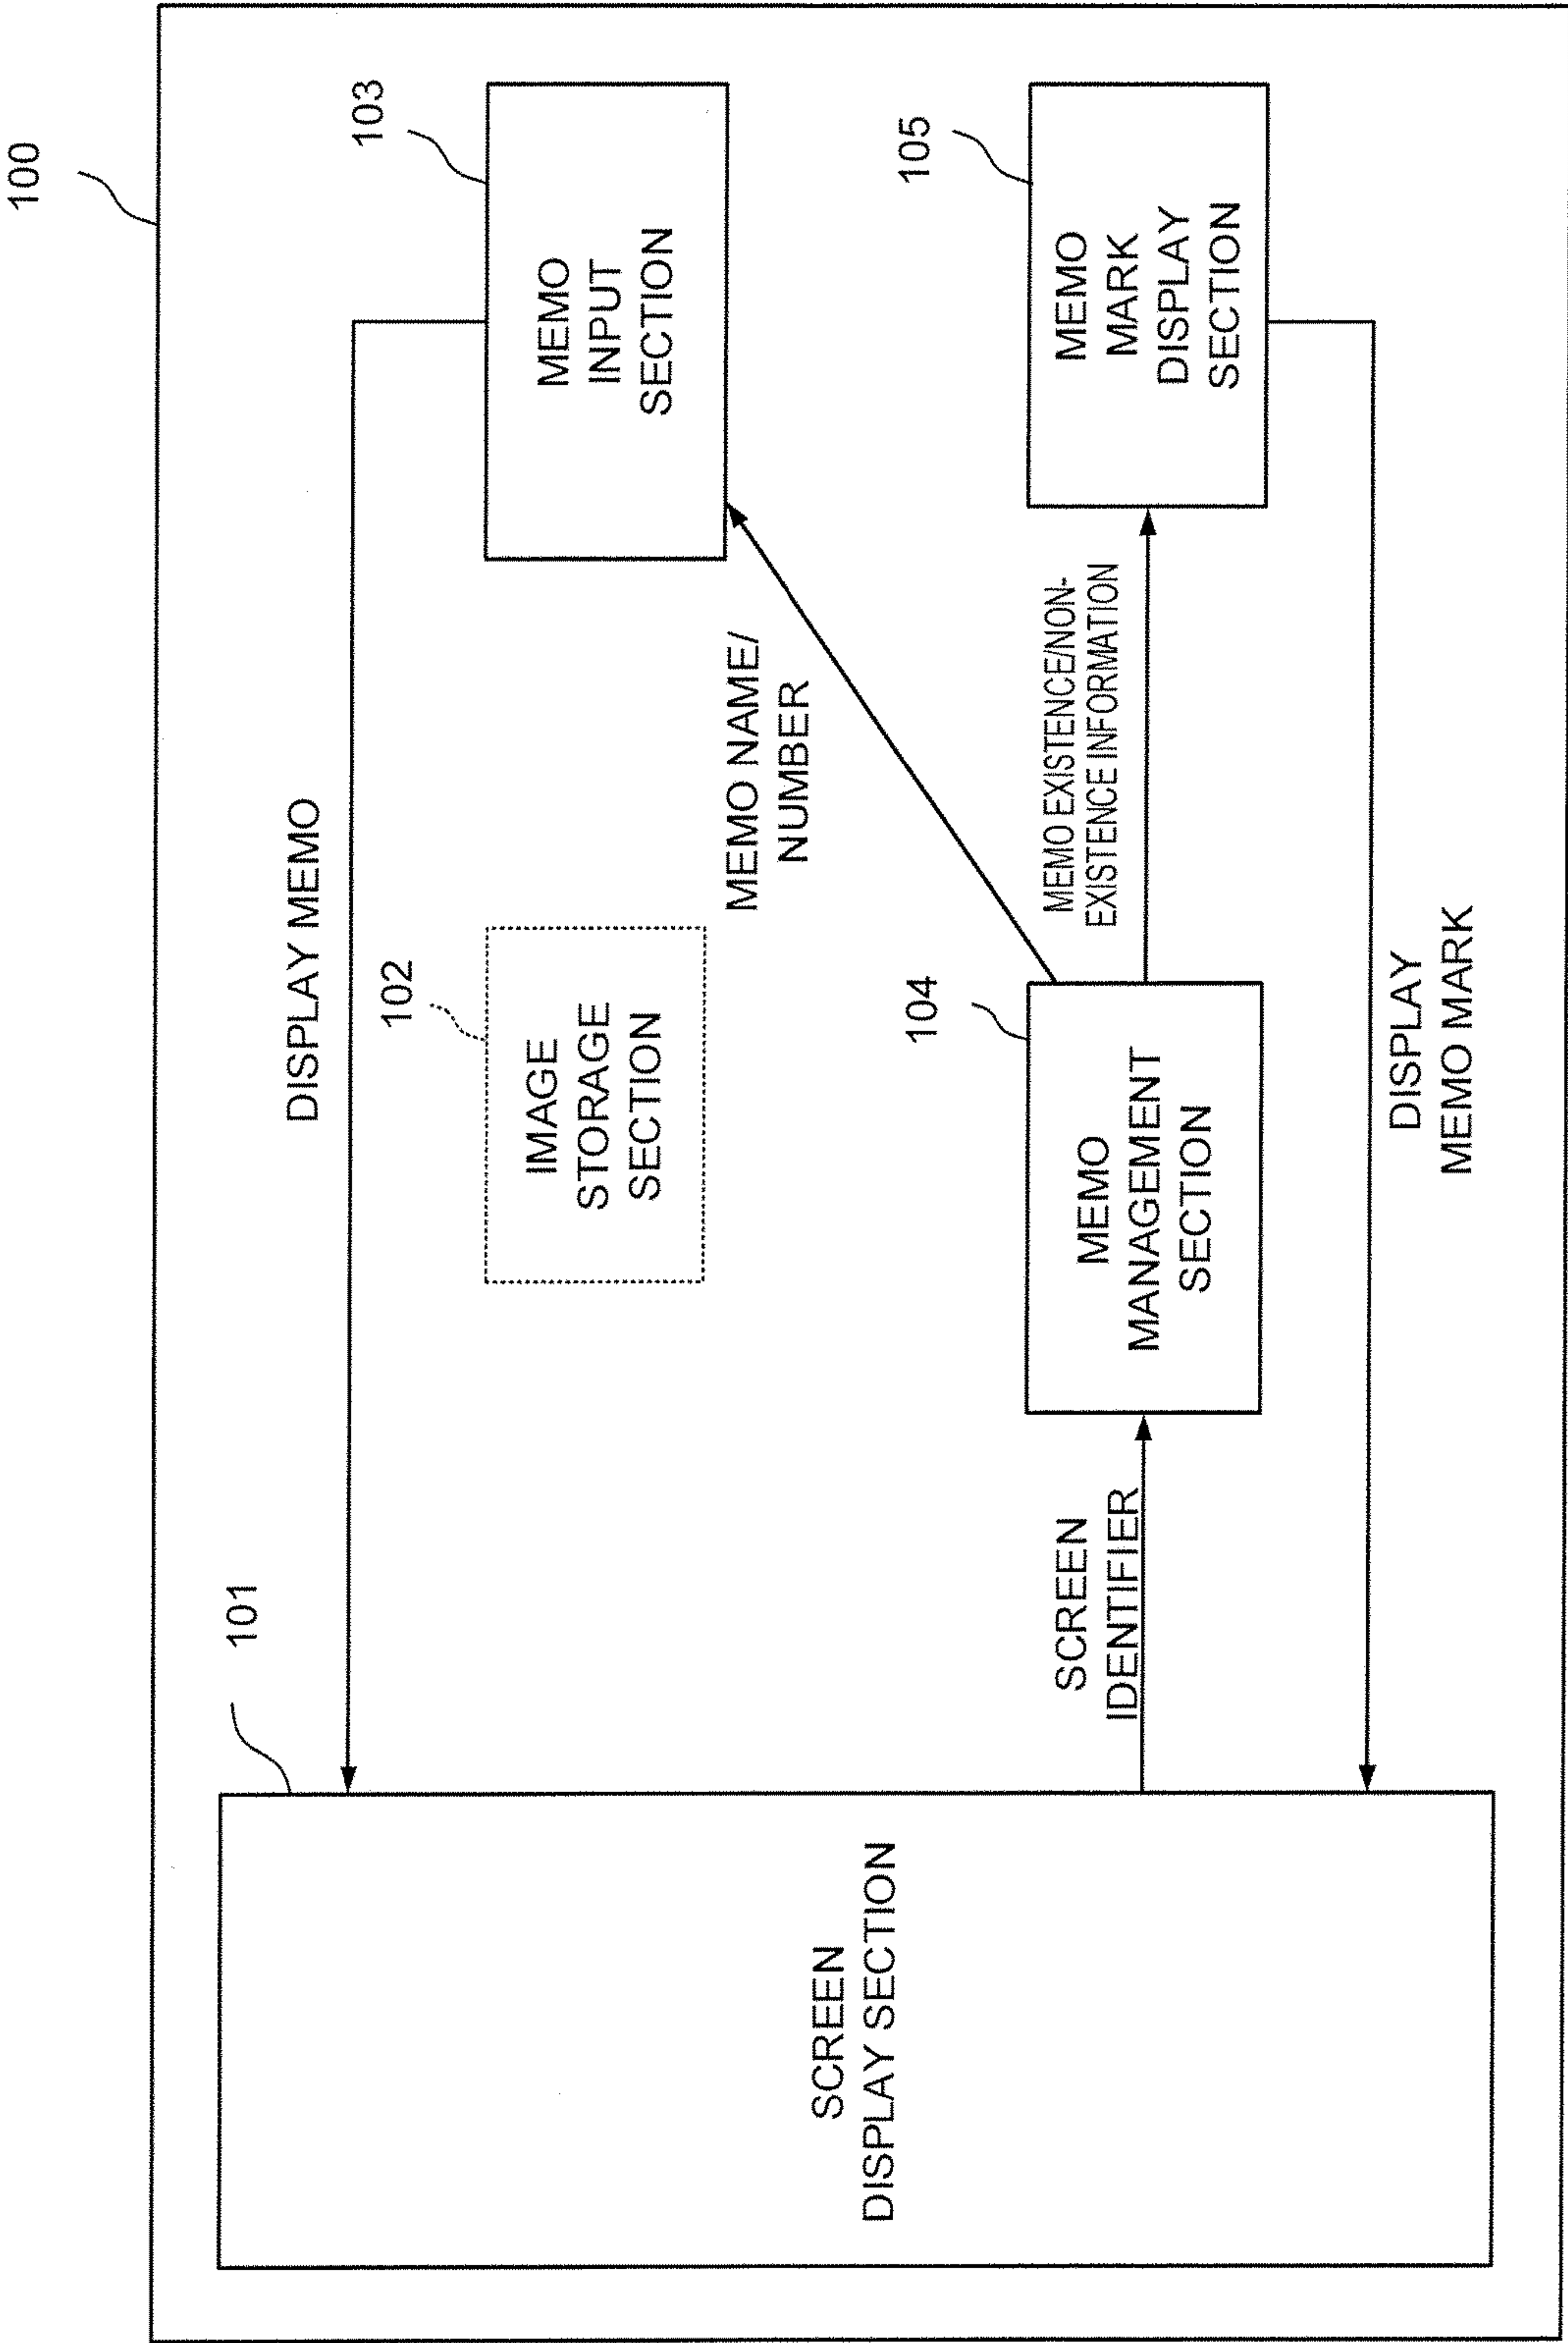 100
DISPLAY MEMO
101
102
103
SCREEN
DISPLAY SECTION
IMAGE
STORAGE
SECTION
MEMO
INPUT
SECTION
MEMO NAME/
NUMBER
SCREEN
IDENTIFIER
104
MEMO
MANAGEMENT
SECTION
MEMO EXISTENCE/NON-
EXISTENCE INFORMATION
105
MEMO
MARK
DISPLAY
SECTION
DISPLAY
MEMO MARK